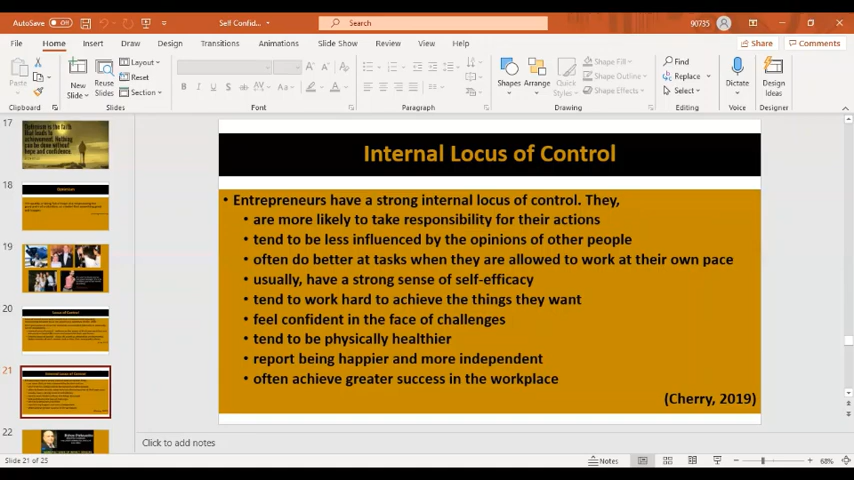 AutoSave Off
Self Confid...
Search
90735
File Home Insert Draw Design Transitions Animations Slide Show Review View Help
Share Comments
Paste
New Slide
Reuse Slides
Layout
Reset
Section
Shapes
Arrange
Quick Styles
Shape Fill
Shape Outline
Shape Effects
Find
Replace
Select
Dictate
Design Ideas
Clipboard Slides Font Paragraph Drawing Editing Voice Designer
17
18
Optimism
19
20
Locus of Control
21
Internal Locus of Control
22
Internal Locus of Control
• Entrepreneurs have a strong internal locus of control. They,
• are more likely to take responsibility for their actions
• tend to be less influenced by the opinions of other people
• often do better at tasks when they are allowed to work at their own pace
• usually, have a strong sense of self-efficacy
• tend to work hard to achieve the things they want
• feel confident in the face of challenges
• tend to be physically healthier
• report being happier and more independent
• often achieve greater success in the workplace
(Cherry, 2019)
Click to add notes
Slide 21 of 25
Notes
68%